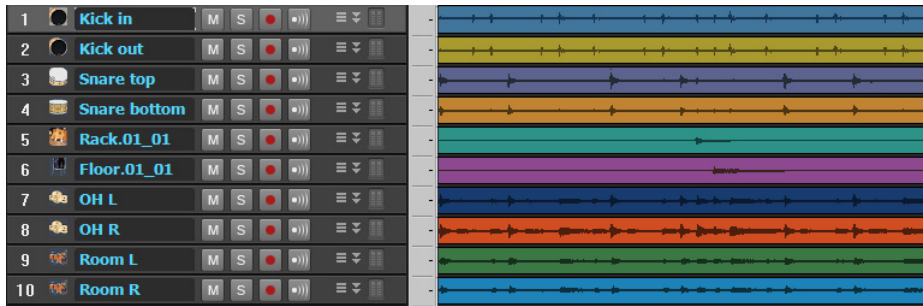 1 Kick in M S
2 Kick out M S
3 Snare top M S
4 Snare bottom M S
5 Rack.01_01 M S
6 Floor.01_01 M S
7 OH L M S
8 OH R M S
9 Room L M S
10 Room R M S